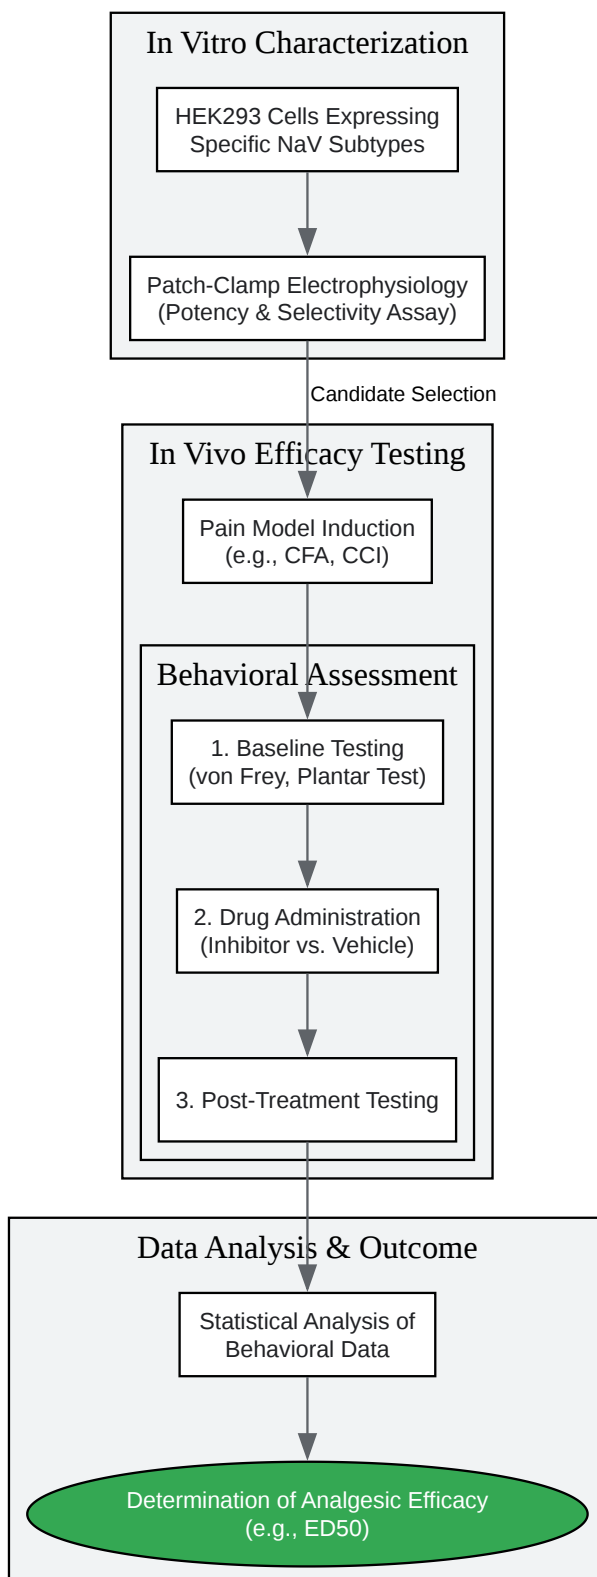 In Vitro Characterization
HEK293 Cells Expressing
Specific NaV Subtypes
Patch-Clamp Electrophysiology
(Potency & Selectivity Assay)
Candidate Selection
In Vivo Efficacy Testing
Pain Model Induction
(e.g., CFA, CCI)
Behavioral Assessment
1. Baseline Testing
(von Frey, Plantar Test)
2. Drug Administration
(Inhibitor vs. Vehicle)
3. Post-Treatment Testing
Data Analysis & Outcome
Statistical Analysis of
Behavioral Data
Determination of Analgesic Efficacy
(e.g., ED50)